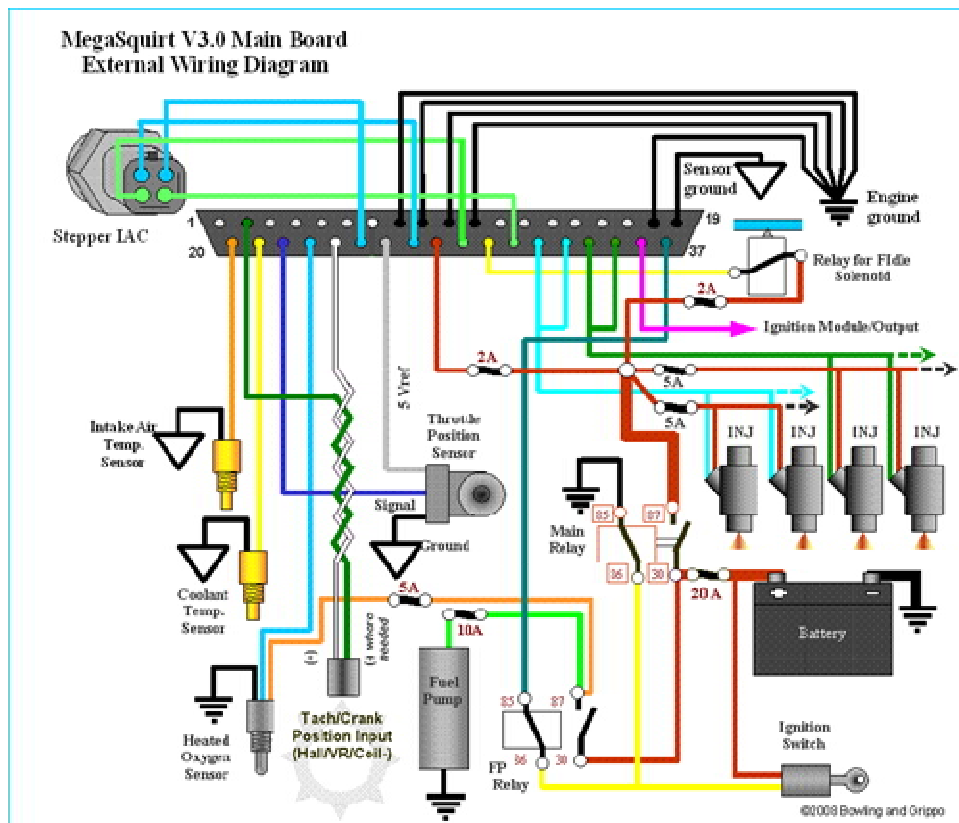 MegaSquirt V3.0 Main Board
External Wiring Diagram
Sensor
ground
Engine
ground
1
19
20
37
Stepper IAC
Relay for FIdle
Solenoid
2A
Ignition Module/Output
2A
5A
5A
5 Vref
Intake Air
Temp.
Sensor
Throttle
Position
Sensor
INJ
INJ
INJ
INJ
Signal
Ground
85
87
Main
Relay
86
30
20 A
Coolant
Temp.
Sensor
5A
10A
+
-
Battery
(-)
(+ where
needed)
Fuel
Pump
85
87
Heated
Oxygen
Sensor
Tach/Crank
Position Input
(Hall/VR/Coil-)
86
30
FP
Relay
Ignition
Switch
©2008 Bowling and Grippo